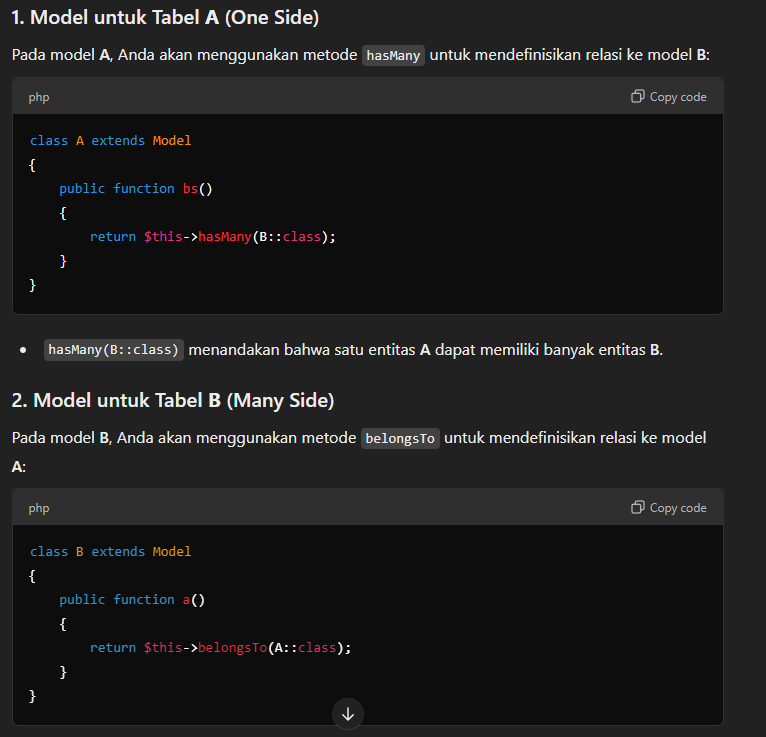 1. Model untuk Tabel A (One Side)
Pada model A, Anda akan menggunakan metode hasMany untuk mendefinisikan relasi ke model B:
php Copy code
class A extends Model
{
    public function bs()
    {
        return $this->hasMany(B::class);
    }
}
• hasMany(B::class) menandakan bahwa satu entitas A dapat memiliki banyak entitas B.
2. Model untuk Tabel B (Many Side)
Pada model B, Anda akan menggunakan metode belongsTo untuk mendefinisikan relasi ke model
A:
php Copy code
class B extends Model
{
    public function a()
    {
        return $this->belongsTo(A::class);
    }
}